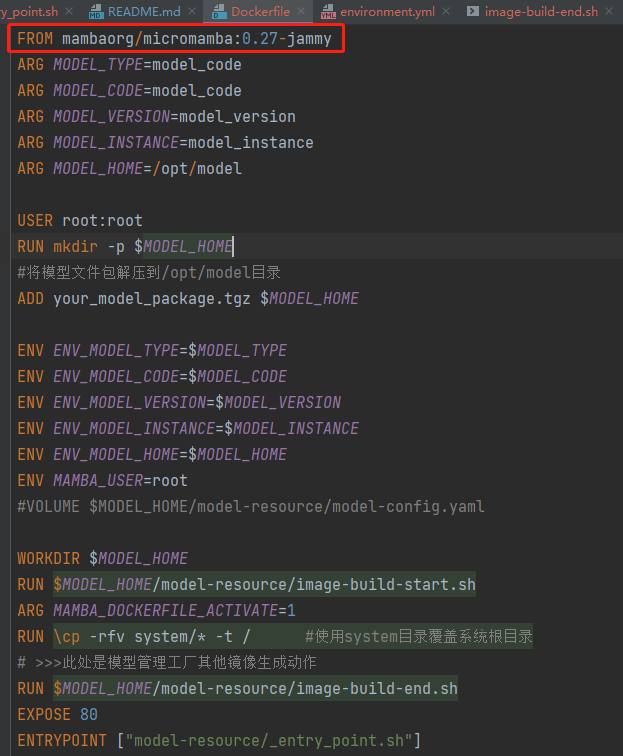 ry_point.sh × README.md × Dockerfile × environment.yml × image-build-end.sh ×
FROM mambaorg/micromamba:0.27-jammy
ARG MODEL_TYPE=model_code
ARG MODEL_CODE=model_code
ARG MODEL_VERSION=model_version
ARG MODEL_INSTANCE=model_instance
ARG MODEL_HOME=/opt/model
USER root:root
RUN mkdir -p $MODEL_HOME
#将模型文件包解压到/opt/model目录
ADD your_model_package.tgz $MODEL_HOME
ENV ENV_MODEL_TYPE=$MODEL_TYPE
ENV ENV_MODEL_CODE=$MODEL_CODE
ENV ENV_MODEL_VERSION=$MODEL_VERSION
ENV ENV_MODEL_INSTANCE=$MODEL_INSTANCE
ENV ENV_MODEL_HOME=$MODEL_HOME
ENV MAMBA_USER=root
#VOLUME $MODEL_HOME/model-resource/model-config.yaml
WORKDIR $MODEL_HOME
RUN $MODEL_HOME/model-resource/image-build-start.sh
ARG MAMBA_DOCKERFILE_ACTIVATE=1
RUN \cp -rfv system/* -t / #使用system目录覆盖系统根目录
# >>>此处是模型管理工厂其他镜像生成动作
RUN $MODEL_HOME/model-resource/image-build-end.sh
EXPOSE 80
ENTRYPOINT ["model-resource/_entry_point.sh"]